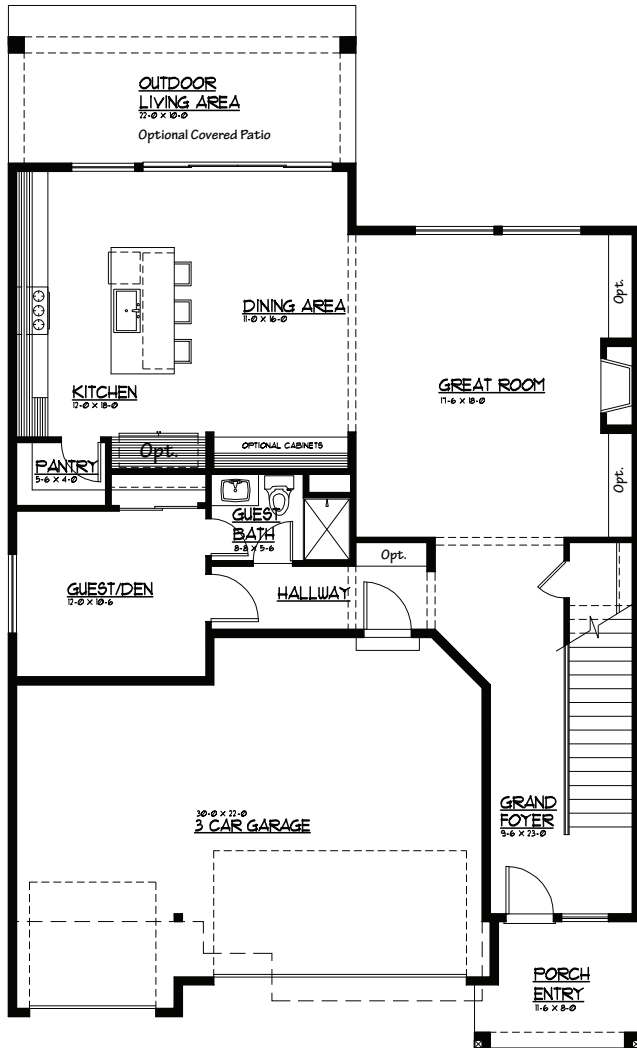 OUTDOOR
LIVING AREA
22-0 X 10-0
Optional Covered Patio
DINING AREA
11-0 X 16-0
Opt.
KITCHEN
12-0 X 18-0
GREAT ROOM
17-6 X 18-0
Opt.
OPTIONAL CABINETS
PANTRY
5-6 X 4-0
Opt.
GUEST
BATH
8-8 X 5-6
Opt.
GUEST/DEN
12-0 X 10-6
HALLWAY
30-0 X 22-0
3 CAR GARAGE
GRAND
FOYER
9-6 X 23-0
PORCH
ENTRY
11-6 X 8-0